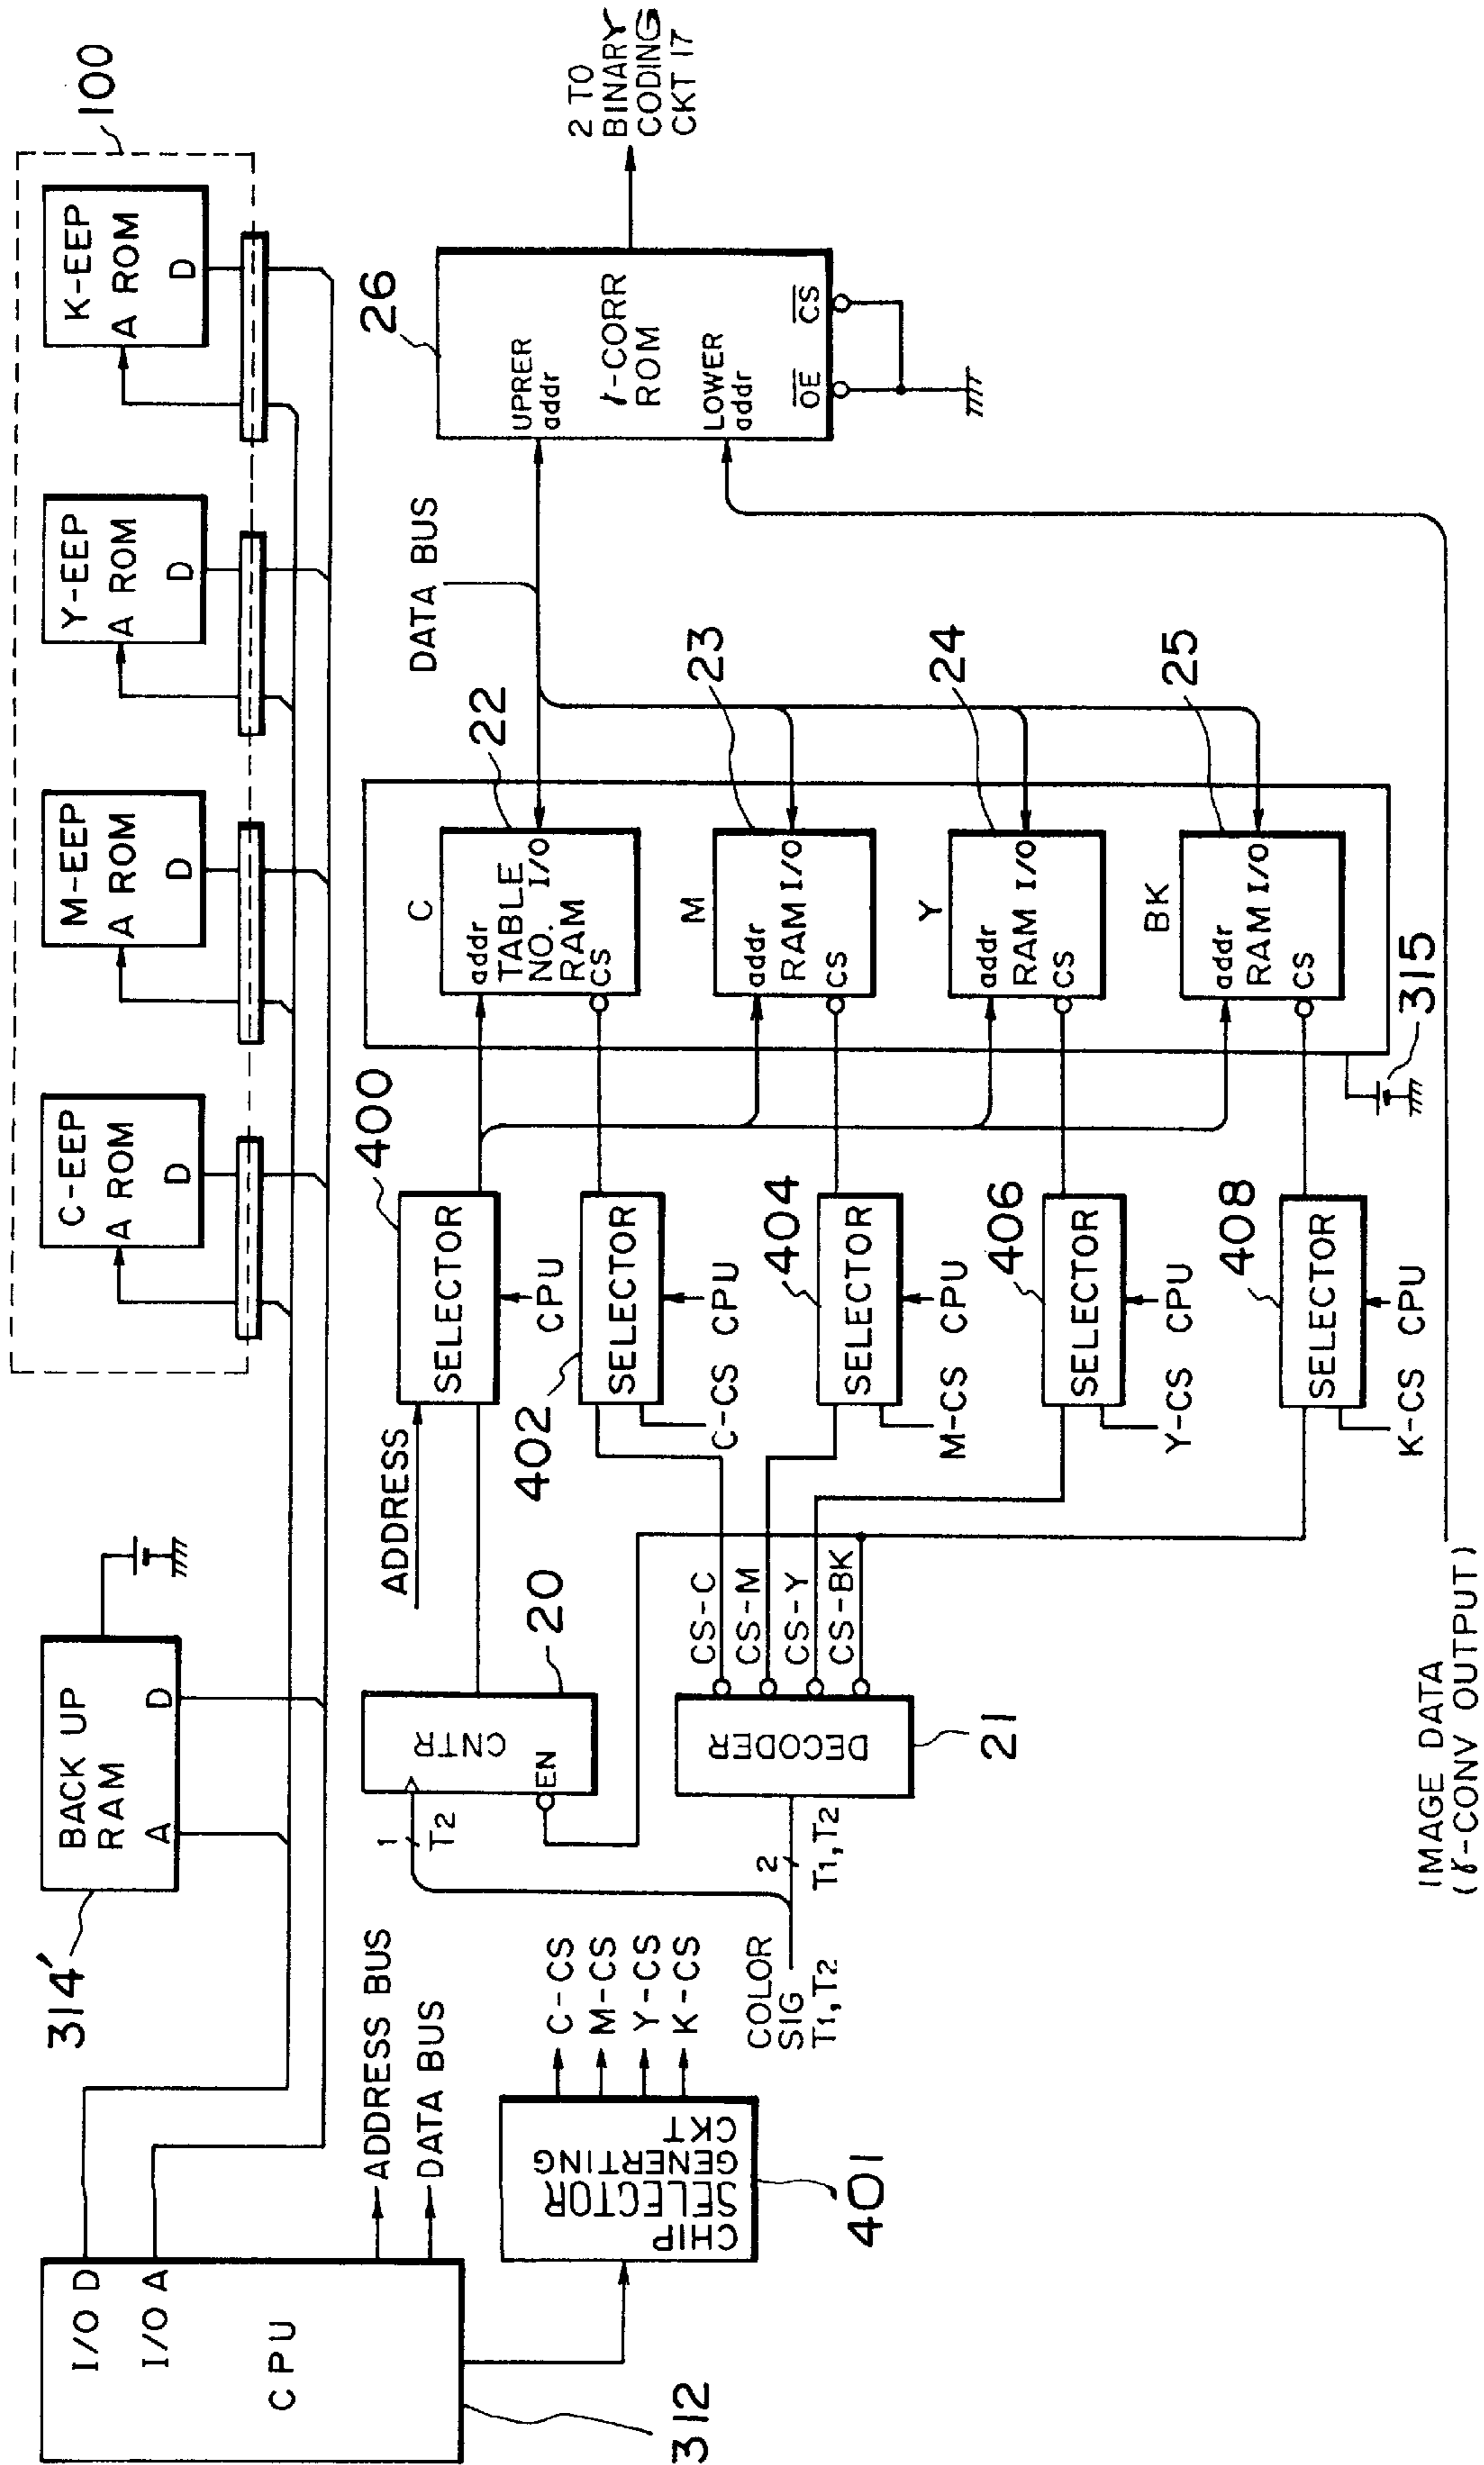 100
C-EEP
A ROM
D
M-EEP
A ROM
D
Y-EEP
A ROM
D
K-EEP
A ROM
D
314′
BACK UP
RAM
A
D
I/O D
I/O A
CPU
312
ADDRESS BUS
DATA BUS
CHIP
SELECTOR
GENERTING
CKT
401
C-CS
M-CS
Y-CS
K-CS
COLOR
SIG
T1, T2
1
T2
2
T1, T2
CNTR
EN
20
DECODER
21
CS-C
CS-M
CS-Y
CS-BK
ADDRESS
SELECTOR
400
CPU
402
SELECTOR
C-CS CPU
404
SELECTOR
M-CS CPU
406
SELECTOR
Y-CS CPU
408
SELECTOR
K-CS CPU
C
22
addr
TABLE
NO. I/O
RAM
CS
M
23
addr
RAM I/O
CS
Y
24
addr
RAM I/O
CS
BK
25
addr
RAM I/O
CS
315
DATA BUS
26
UPRER
addr
γ-CORR
ROM
LOWER
addr
OE CS
2 TO
BINARY
CODING
CKT 17
IMAGE DATA
(γ-CONV OUTPUT)